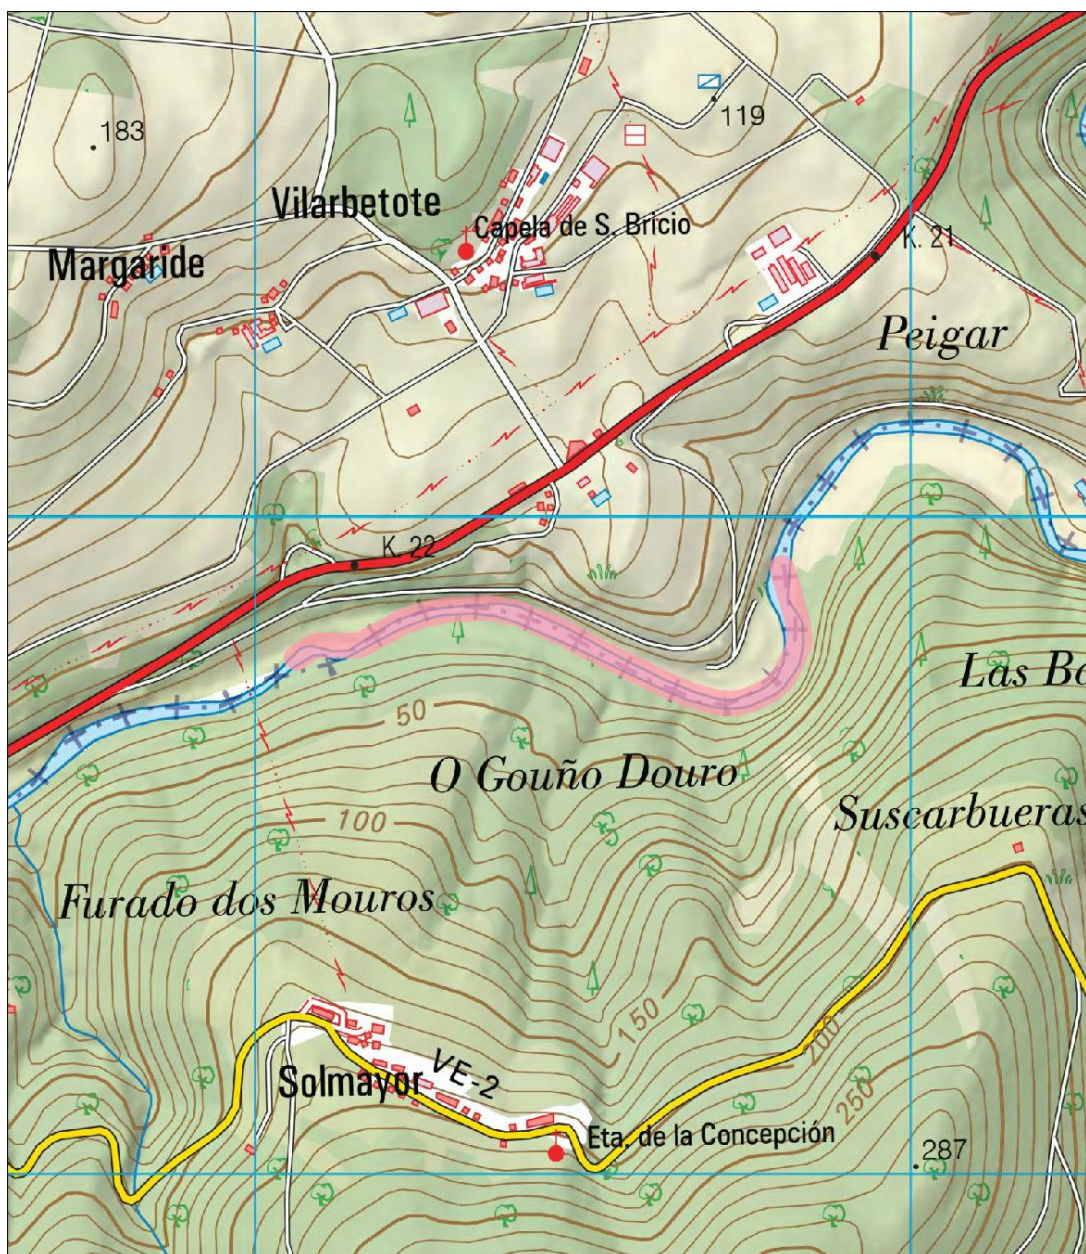 183
119
Vilarbetote
Capela de S. Bricio
K. 21
Margaride
Peigar
K. 22
Las Bo
50
O Gouño Douro
100
Suscarbueras
Furado dos Mouros
150
200
VE-2
Solmayor
250
Eta. de la Concepción
287